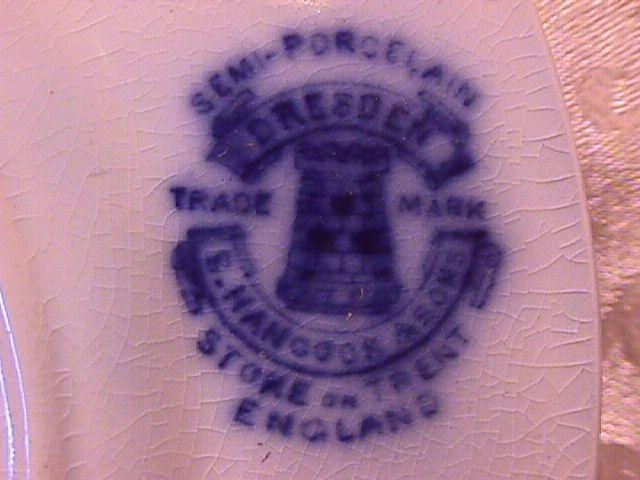 SEMI-PORCELAIN
DRESDEN
TRADE MARK
B. HANCOCK & SONS
STOKE ON TRENT
ENGLAND